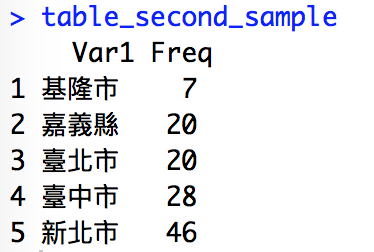 > table_second_sample
Var1 Freq
1 基隆市 7
2 嘉義縣 20
3 臺北市 20
4 臺中市 28
5 新北市 46